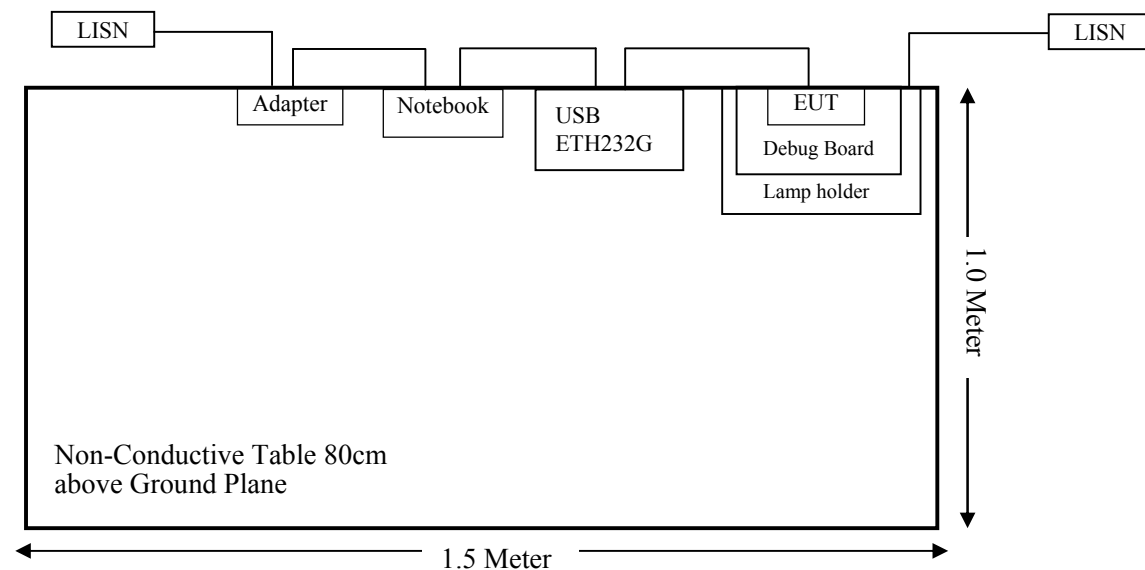 LISN
LISN
Adapter
Notebook
USB
ETH232G
EUT
Debug Board
Lamp holder
1.0 Meter
Non-Conductive Table 80cm
above Ground Plane
1.5 Meter